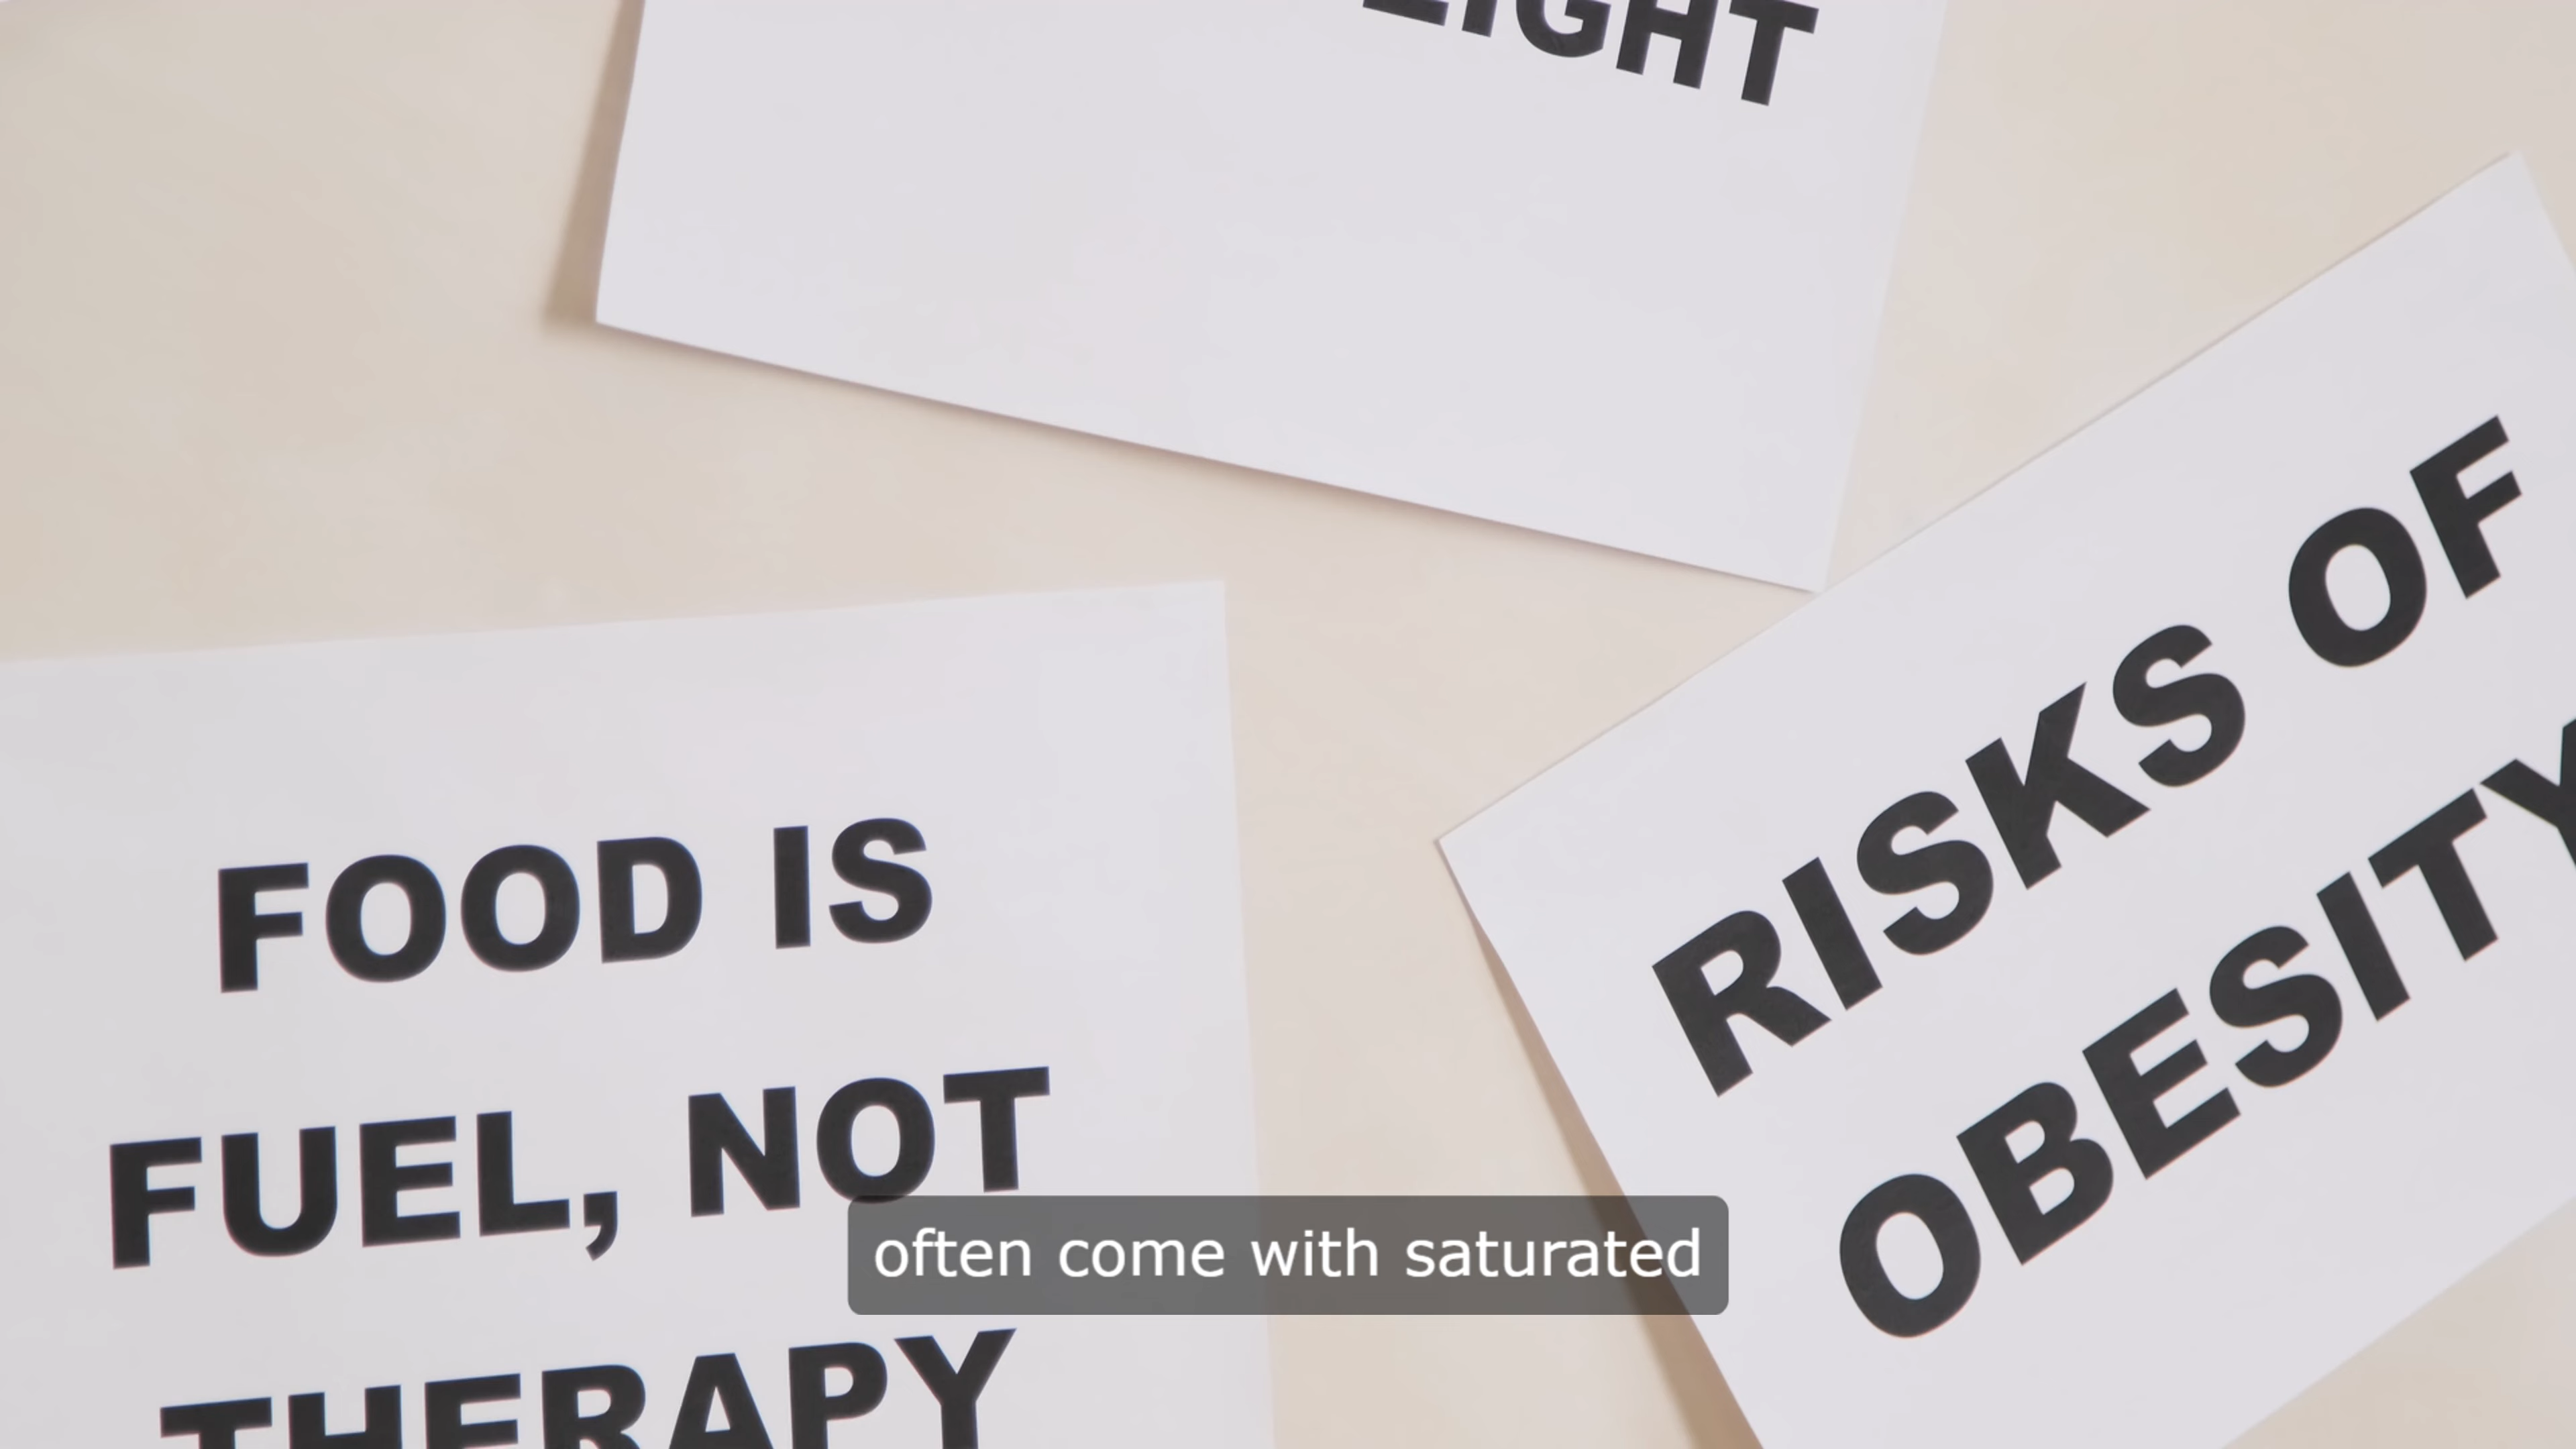 FOOD IS
FUEL, NOT
THERAPY
RISKS OF
OBESITY
often come with saturated